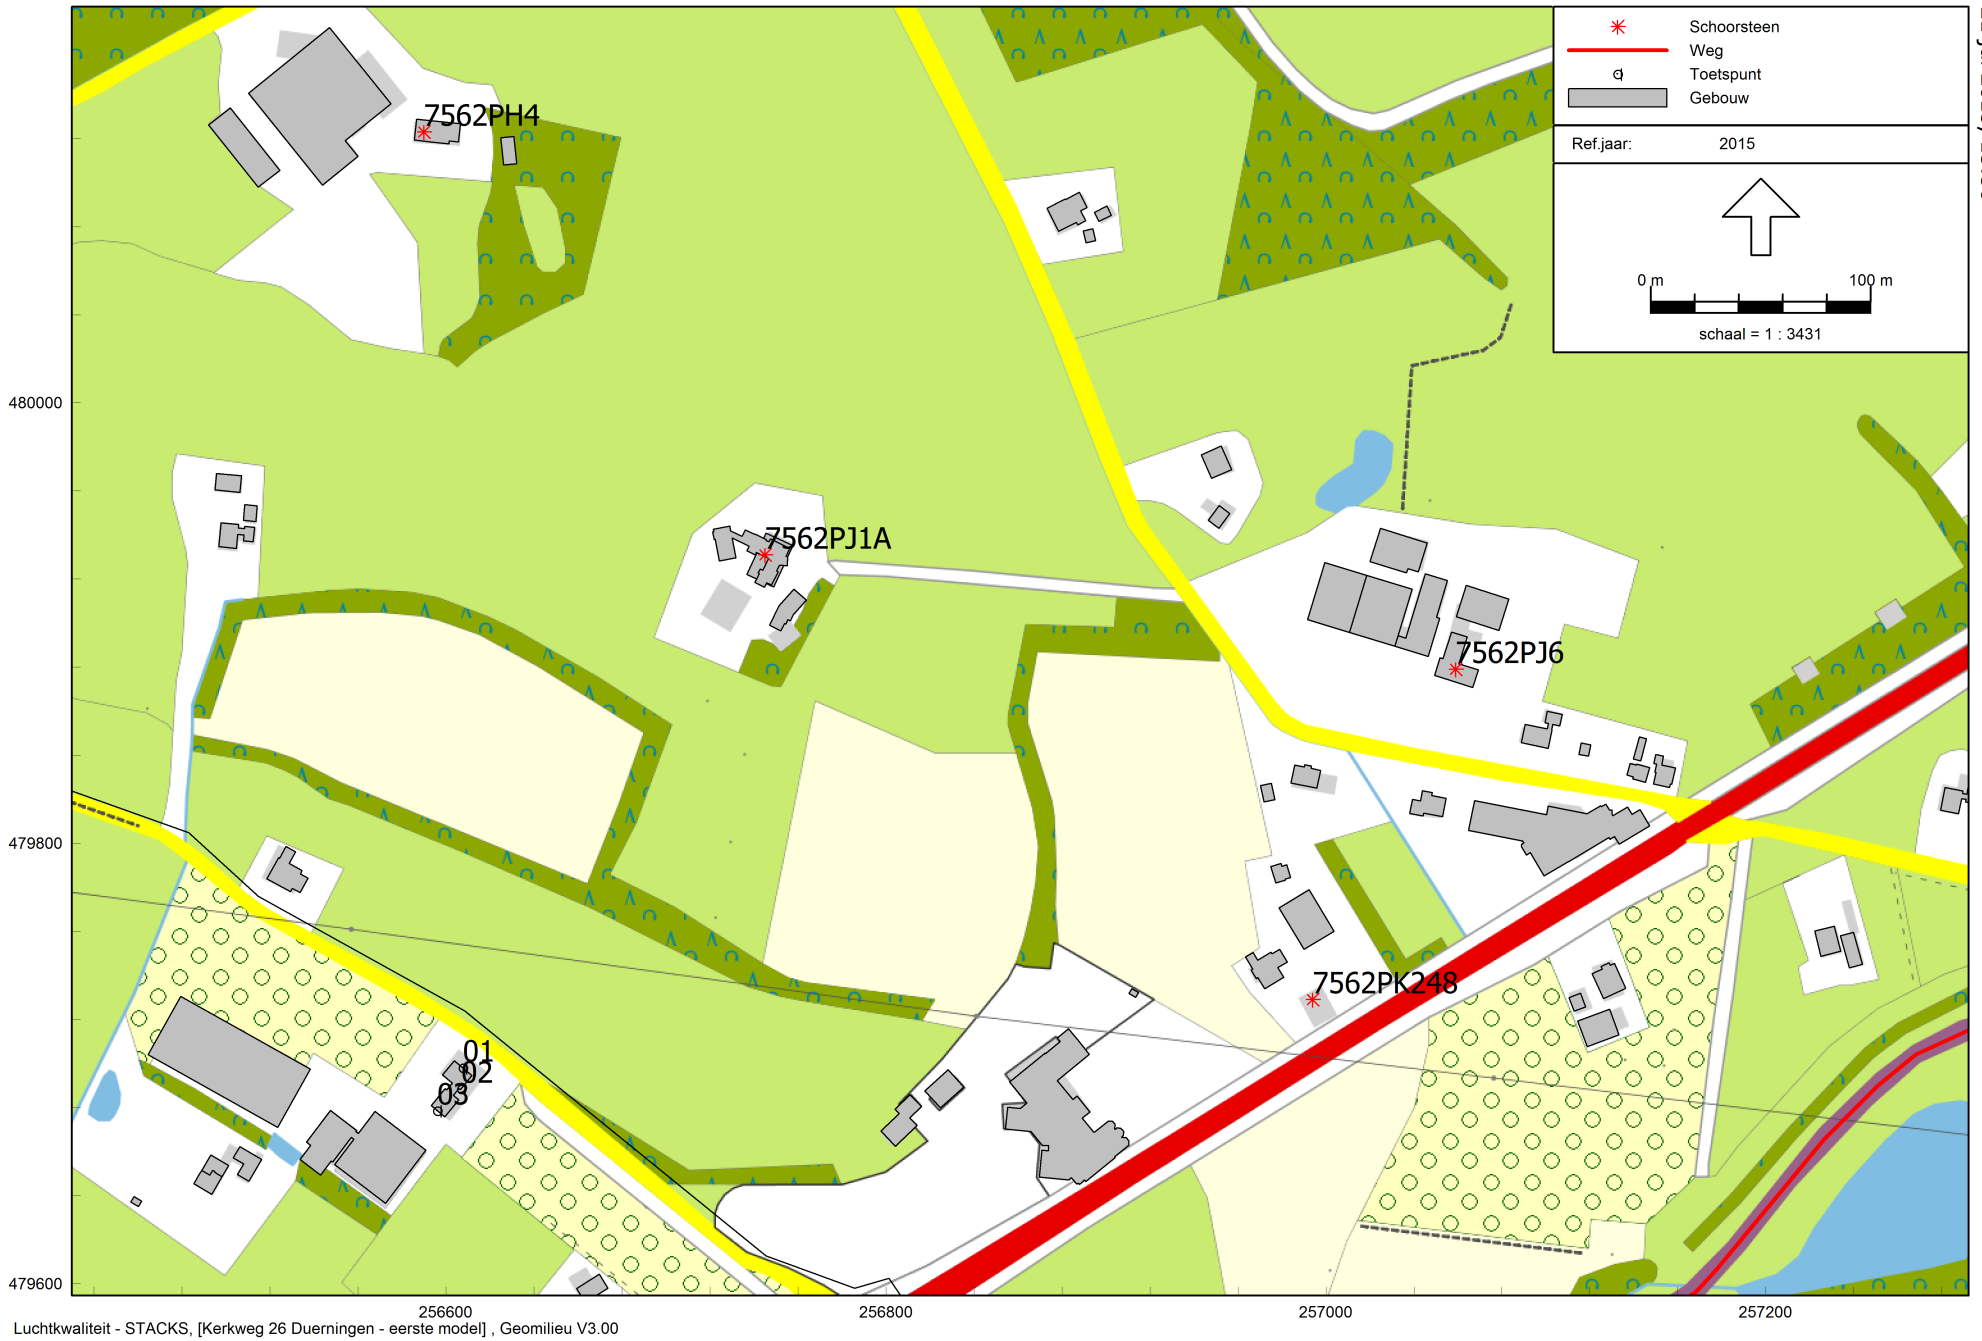 Schoorsteen
Weg
Toetspunt
Gebouw
Ref.jaar: 2015
0 m 100 m
schaal = 1 : 3431
7562PH4
480000
7562PJ1A
7562PJ6
479800
7562PK248
01
02
03
479600
256600 256800 257000 257200
Luchtkwaliteit - STACKS, [Kerkweg 26 Duerningen - eerste model] , Geomilieu V3.00